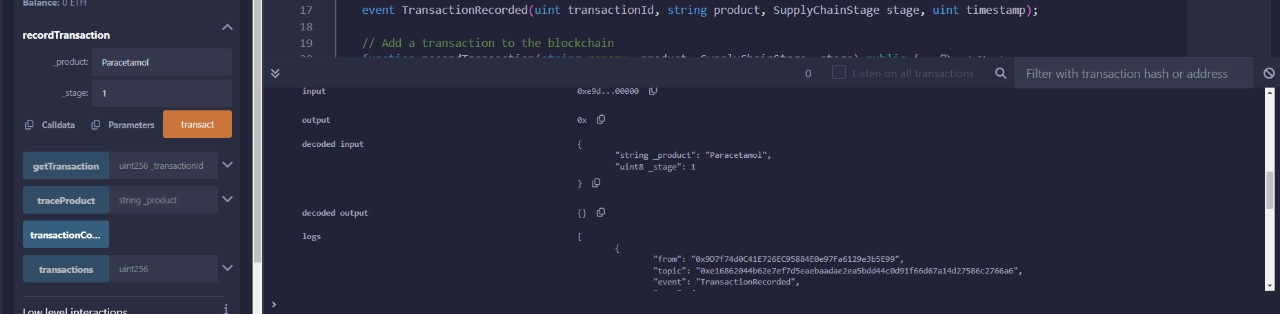 Balance: 0 ETH
recordTransaction
_product: Paracetamol
_stage: 1
Calldata Parameters transact
getTransaction uint256 _transactionId
traceProduct string _product
transactionCo...
transactions uint256
Low level interactions i
17 event TransactionRecorded(uint transactionId, string product, SupplyChainStage stage, uint timestamp);
18
19 // Add a transaction to the blockchain
0 Listen on all transactions Filter with transaction hash or address
input 0xe9d...00000
output 0x
decoded input {
"string _product": "Paracetamol",
"uint8 _stage": 1
}
decoded output {}
logs [
{
"from": "0x9D7f74d0C41E726EC95884E0e97Fa6129e3b5E99",
"topic": "0xe16862044b62e7ef7d5eaebaadae2ea5bdd44c0d91f66d67a14d27586c2766a6",
"event": "TransactionRecorded",
>